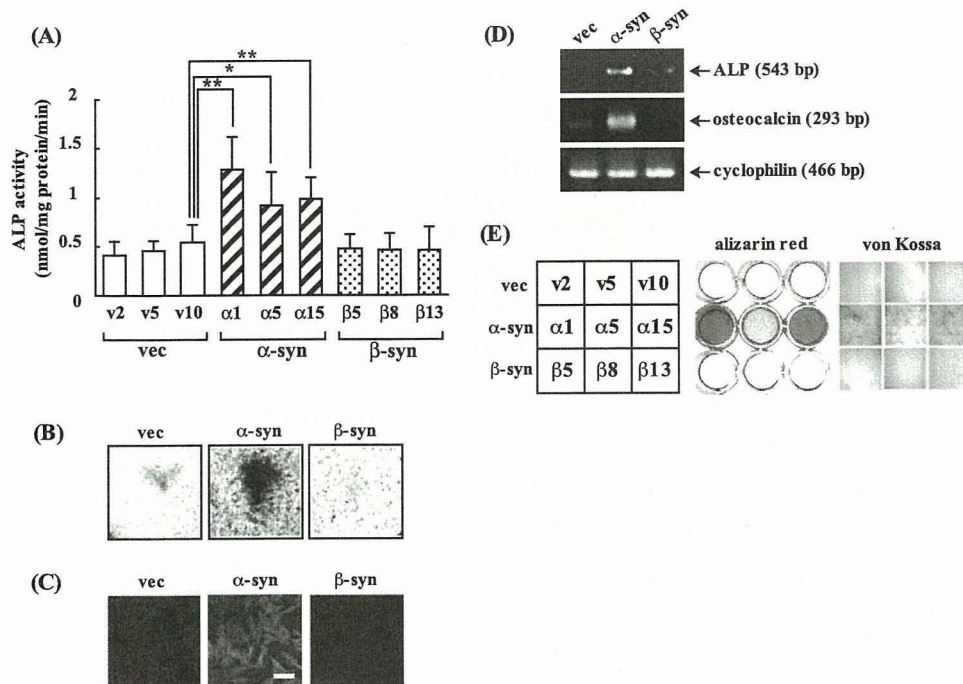 (A)
**
*
**
ALP activity
(nmol/mg protein/min)
2
1.5
1
0.5
0
v2 v5 v10 α1 α5 α15 β5 β8 β13
vec α-syn β-syn
(B)
vec α-syn β-syn
(C)
vec α-syn β-syn
(D)
vec α-syn β-syn
ALP (543 bp)
osteocalcin (293 bp)
cyclophilin (466 bp)
(E)
alizarin red von Kossa
vec v2 v5 v10
α-syn α1 α5 α15
β-syn β5 β8 β13